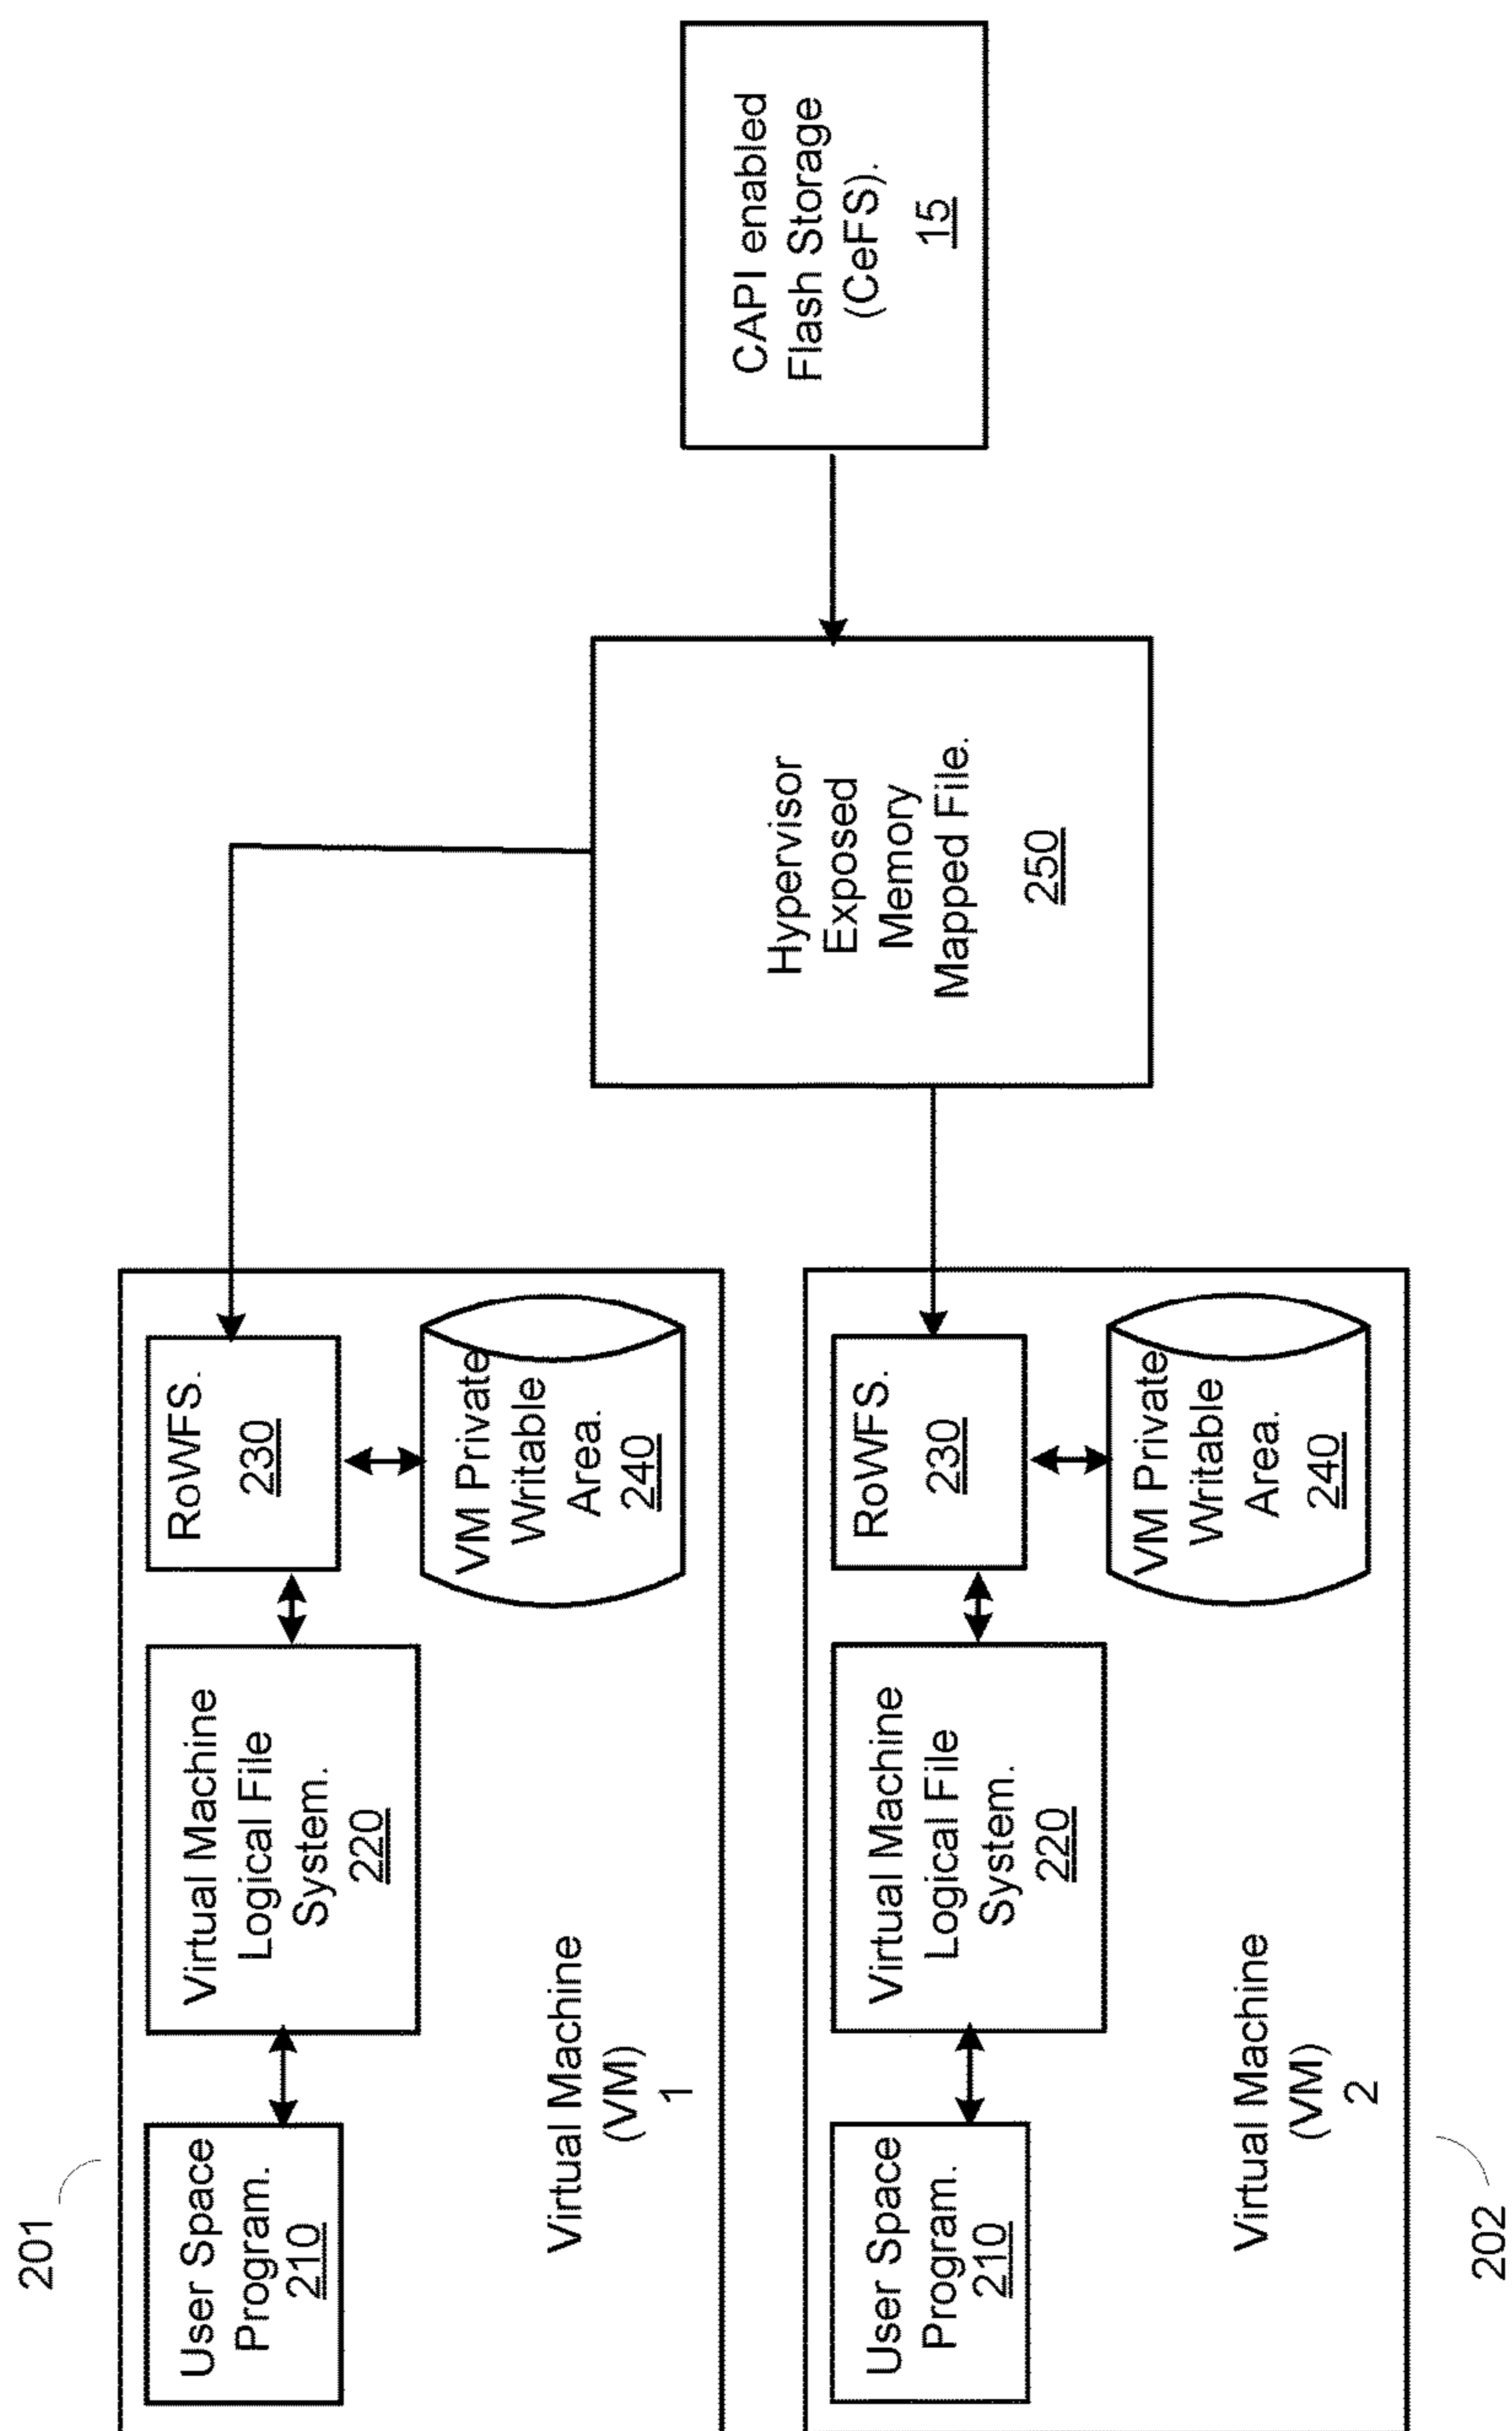 201
User Space
Program.
210
Virtual Machine
Logical File
System.
220
RoWFS.
230
VM Private
Writable
Area.
240
Virtual Machine
(VM)
1
User Space
Program.
210
Virtual Machine
Logical File
System.
220
RoWFS.
230
VM Private
Writable
Area.
240
Virtual Machine
(VM)
2
202
Hypervisor
Exposed
Memory
Mapped File.
250
CAPI enabled
Flash Storage
(CeFS).
15